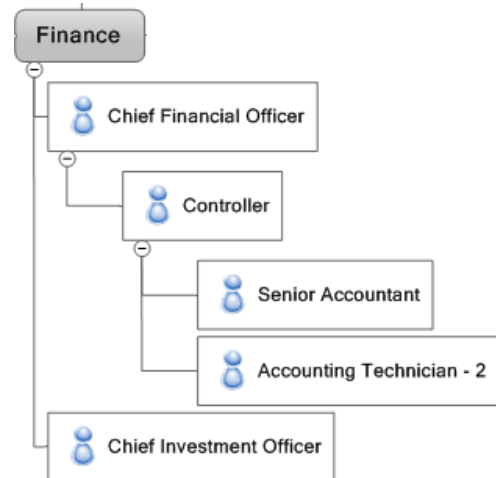 Finance
Chief Financial Officer
Controller
Senior Accountant
Accounting Technician - 2
Chief Investment Officer